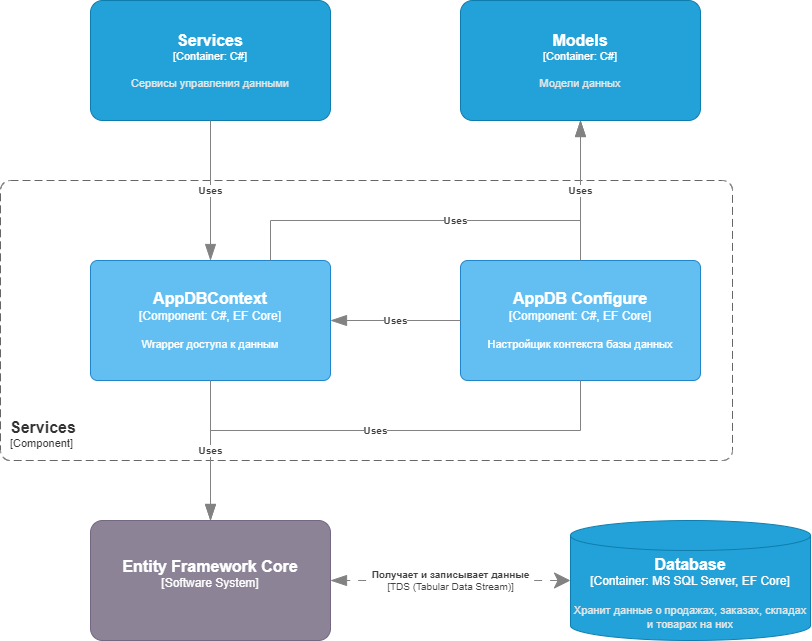 Services
[Container: C#]
Сервисы управления данными
Models
[Container: C#]
Модели данных
Uses
Uses
Uses
AppDBContext
[Component: C#, EF Core]
Wrapper доступа к данным
Uses
AppDB Configure
[Component: C#, EF Core]
Настройщик контекста базы данных
Services
[Component]
Uses
Uses
Entity Framework Core
[Software System]
Получает и записывает данные
[TDS (Tabular Data Stream)]
Database
[Container: MS SQL Server, EF Core]
Хранит данные о продажах, заказах, складах
и товарах на них